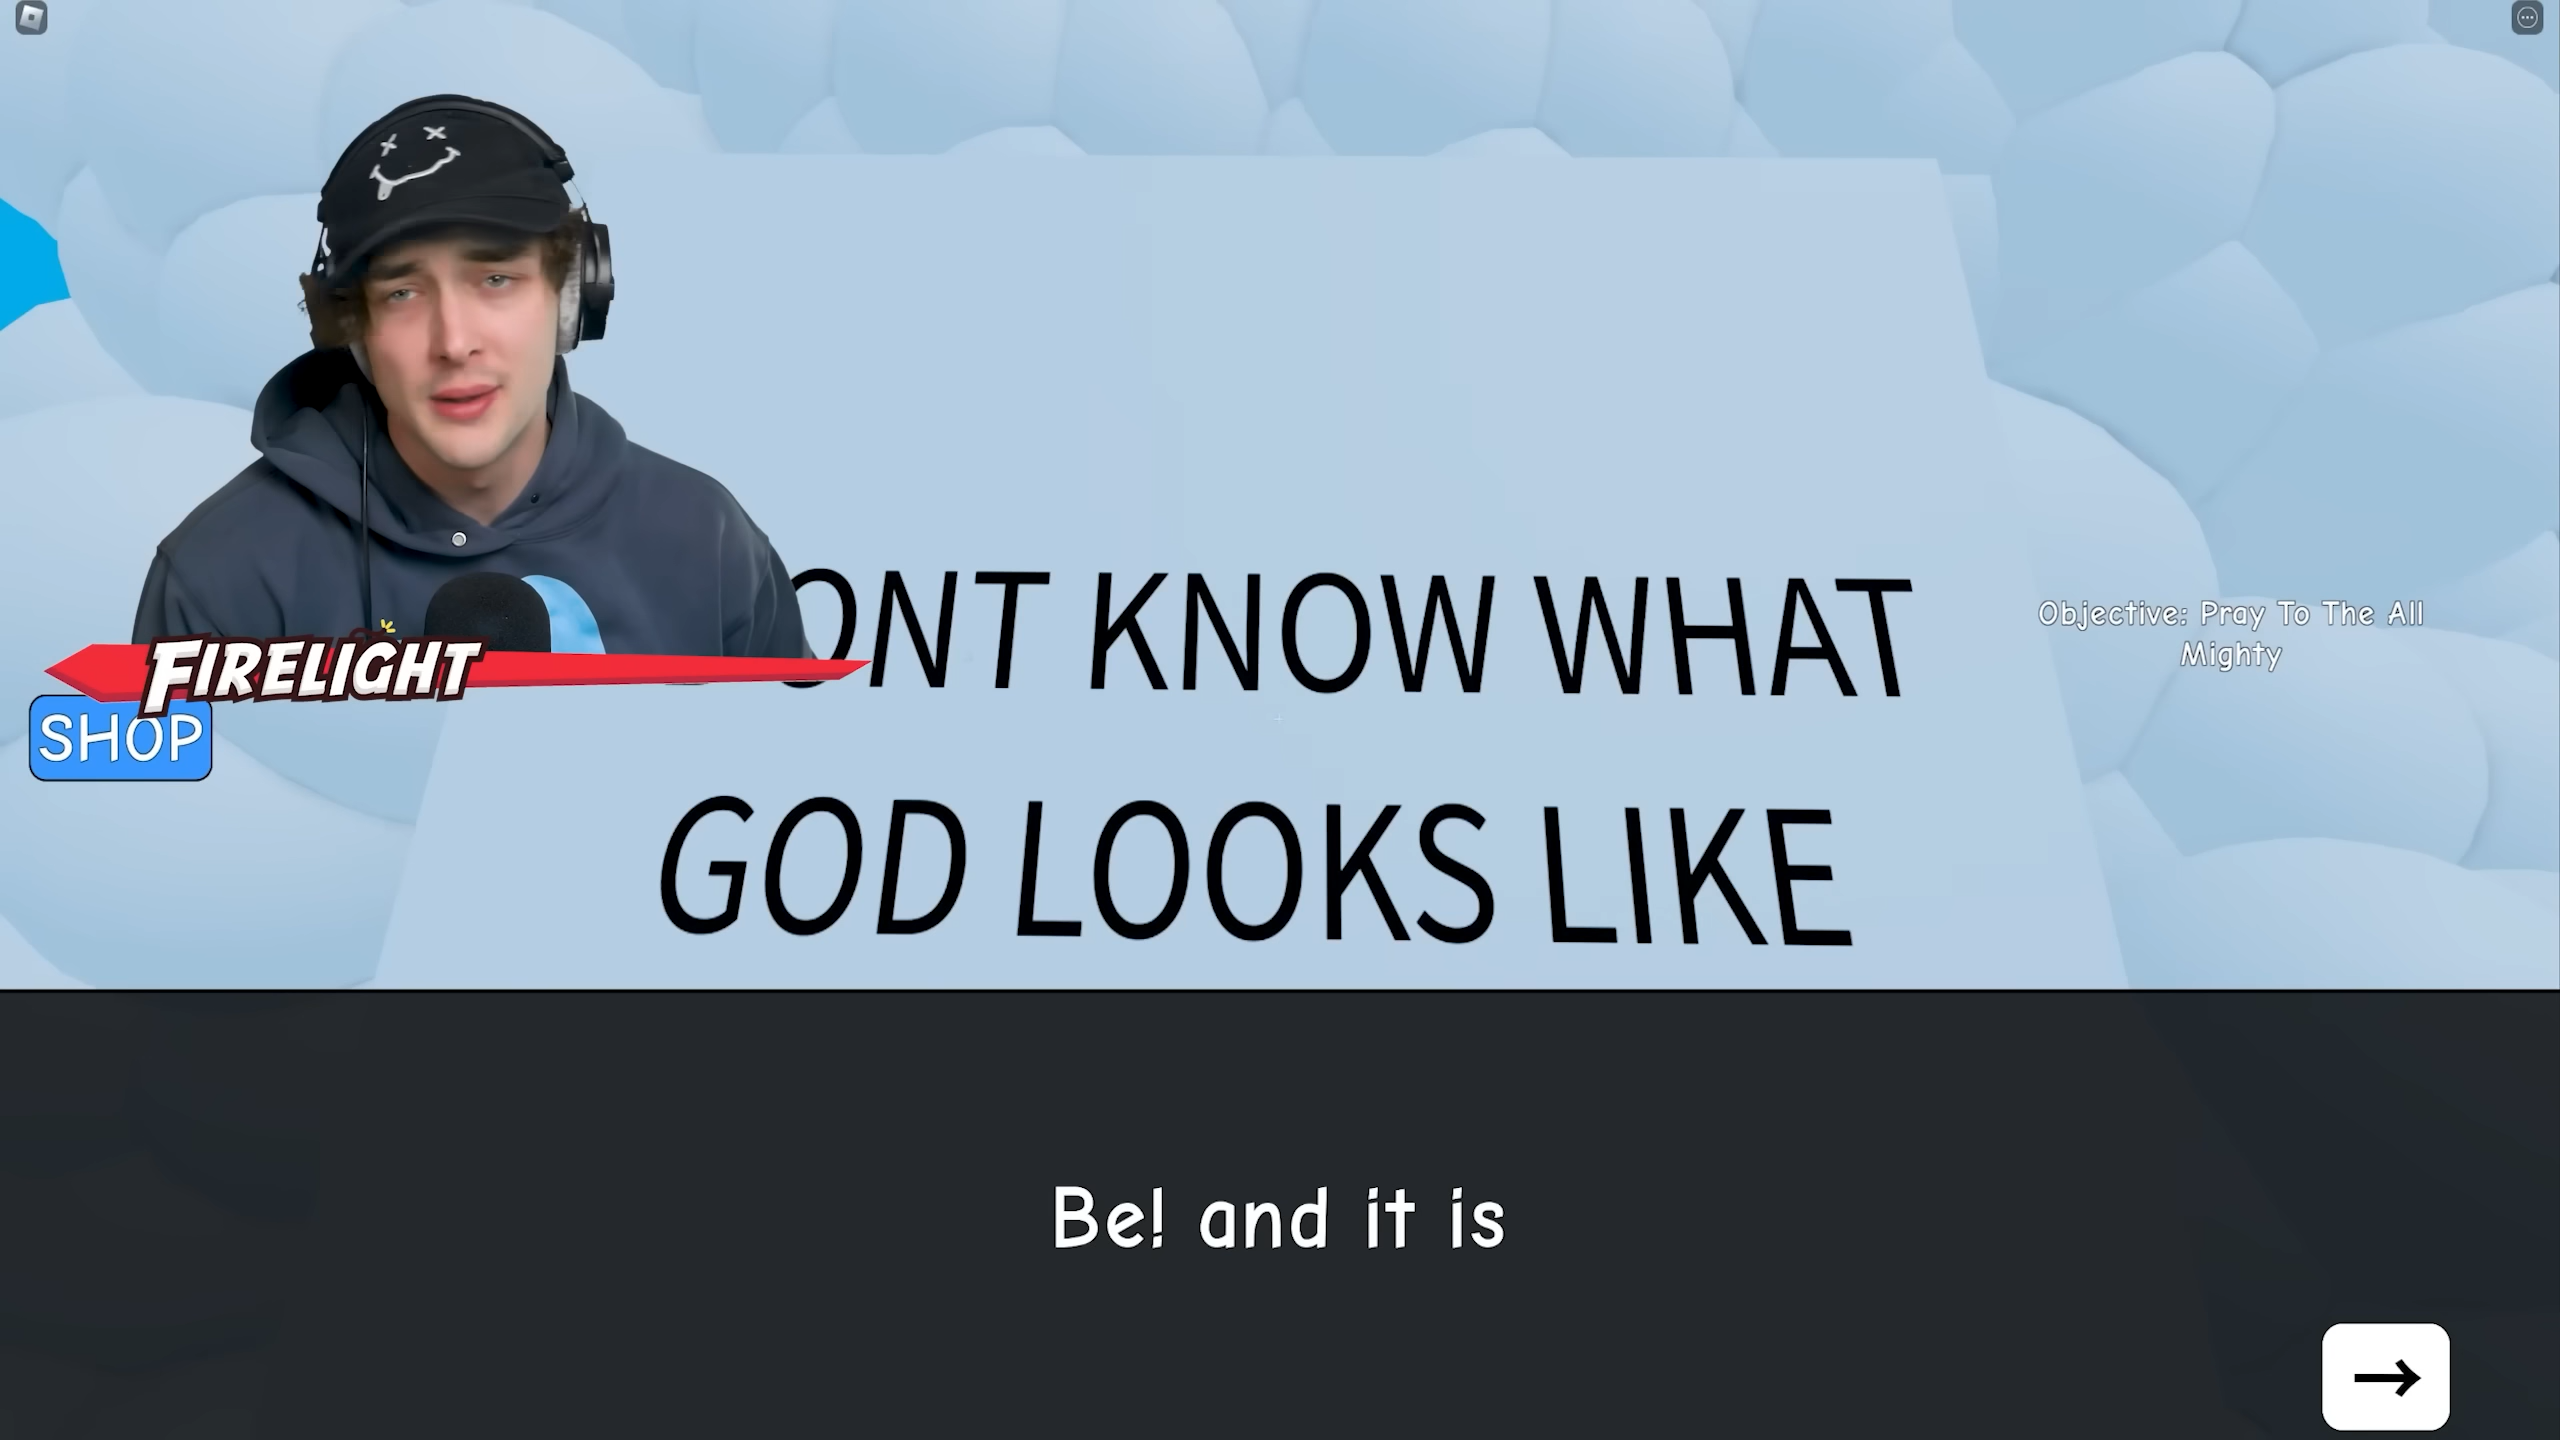 ONT KNOW WHAT
GOD LOOKS LIKE
Objective: Pray To The All
Mighty
FIRELIGHT
SHOP
Be! and it is